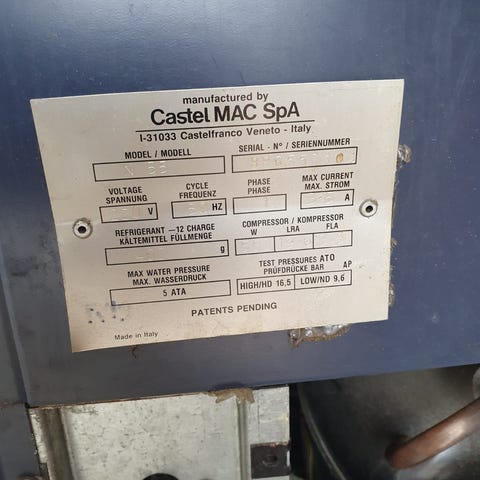 manufactured by
Castel MAC SpA
I-31033 Castelfranco Veneto - Italy
MODEL / MODELL
SERIAL - N° / SERIENNUMMER
VOLTAGE
SPANNUNG
V
CYCLE
FREQUENZ
HZ
PHASE
PHASE
MAX CURRENT
MAX. STROM
A
REFRIGERANT —12 CHARGE
KÄLTEMITTEL FÜLLMENGE
g
COMPRESSOR / KOMPRESSOR
W LRA FLA
MAX WATER PRESSURE
MAX. WASSERDRUCK
5 ATA
TEST PRESSURES ATO
PRÜFDRÜCKE BAR AP
HIGH/HD 16,5 LOW/ND 9,6
PATENTS PENDING
Made in Italy